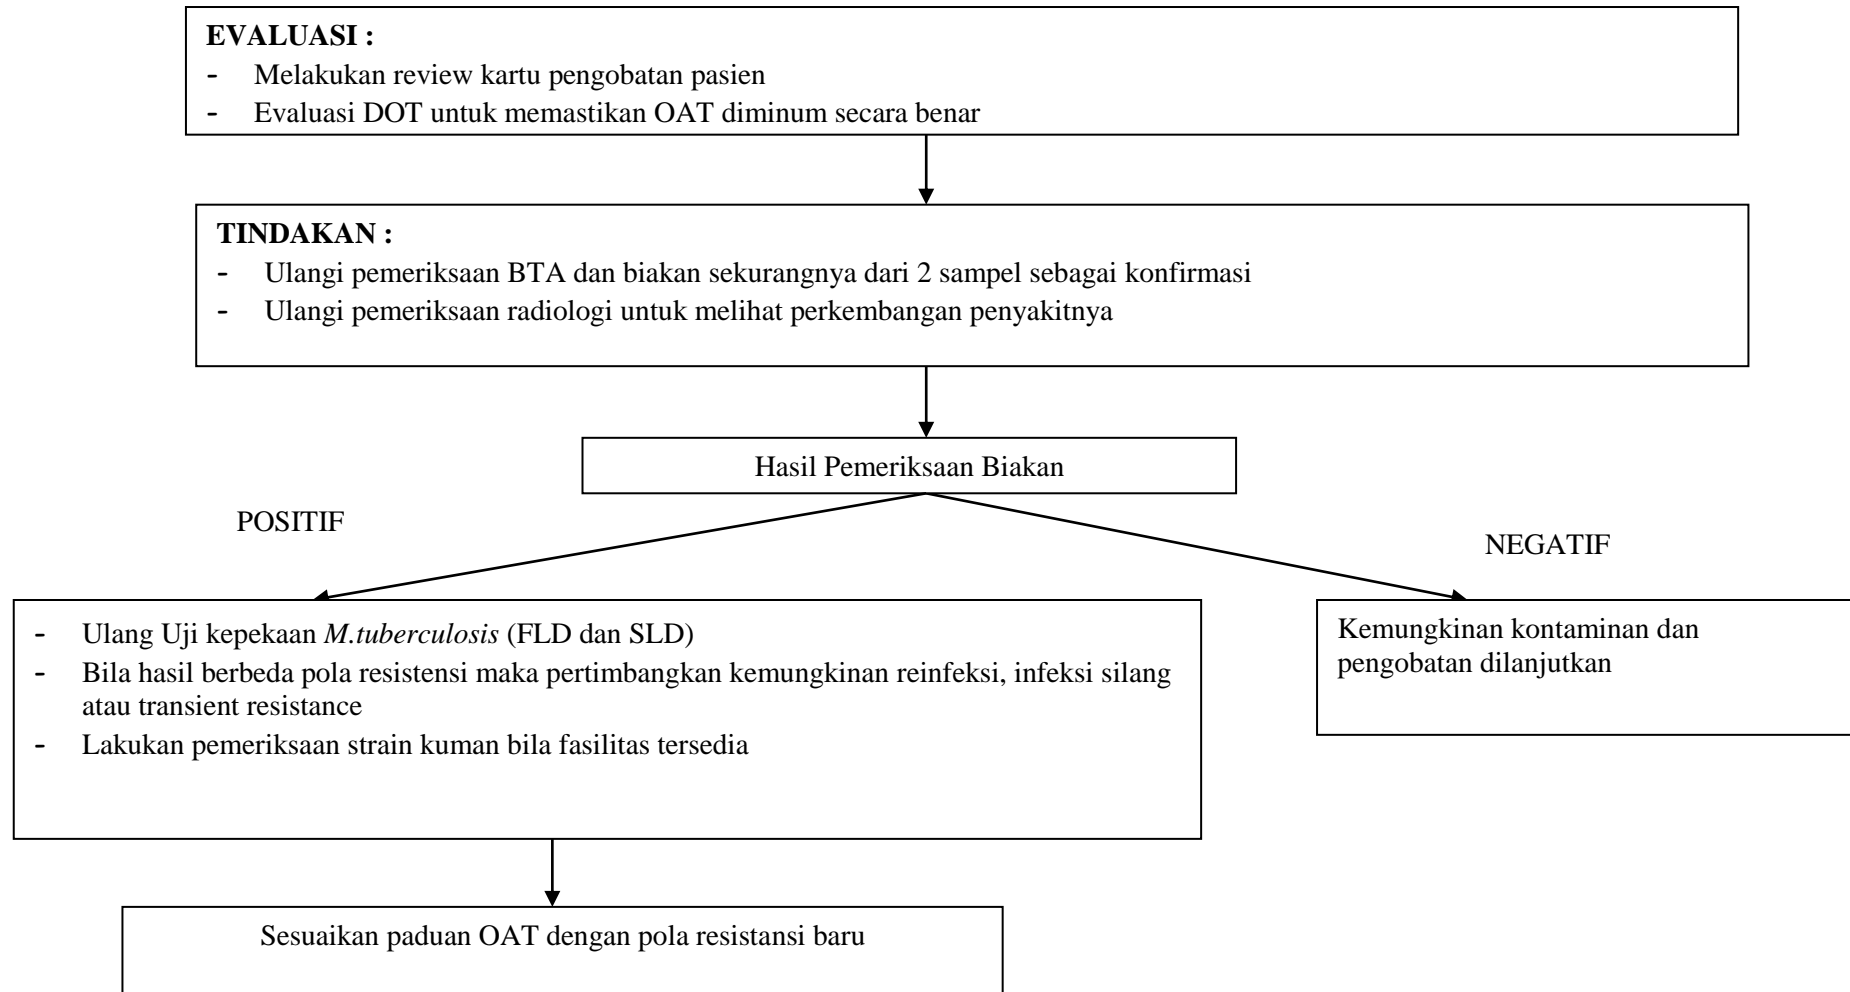 EVALUASI :
- Melakukan review kartu pengobatan pasien
- Evaluasi DOT untuk memastikan OAT diminum secara benar
TINDAKAN :
- Ulangi pemeriksaan BTA dan biakan sekurangnya dari 2 sampel sebagai konfirmasi
- Ulangi pemeriksaan radiologi untuk melihat perkembangan penyakitnya
Hasil Pemeriksaan Biakan
POSITIF
NEGATIF
- Ulang Uji kepekaan M.tuberculosis (FLD dan SLD)
- Bila hasil berbeda pola resistensi maka pertimbangkan kemungkinan reinfeksi, infeksi silang
atau transient resistance
- Lakukan pemeriksaan strain kuman bila fasilitas tersedia
Kemungkinan kontaminan dan
pengobatan dilanjutkan
Sesuaikan paduan OAT dengan pola resistansi baru